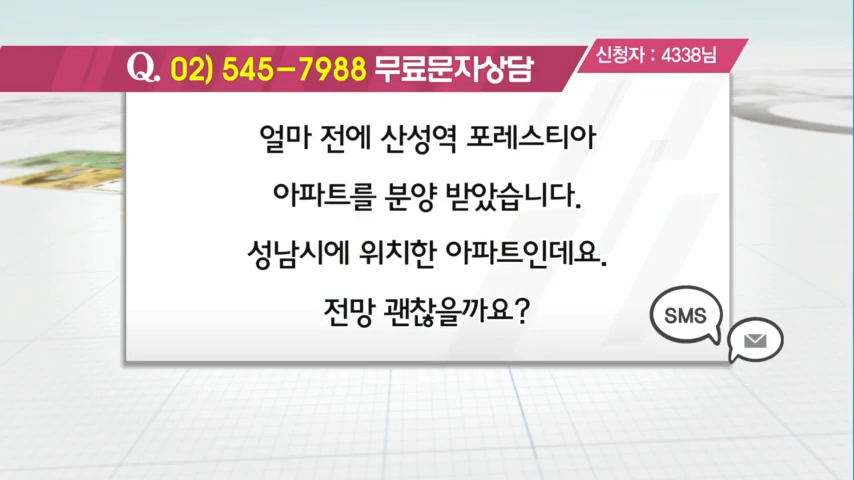 Q. 02) 545-7988 무료문자상담
신청자 : 4338님
얼마 전에 산성역 포레스티아
아파트를 분양 받았습니다.
성남시에 위치한 아파트인데요.
전망 괜찮을까요?
SMS